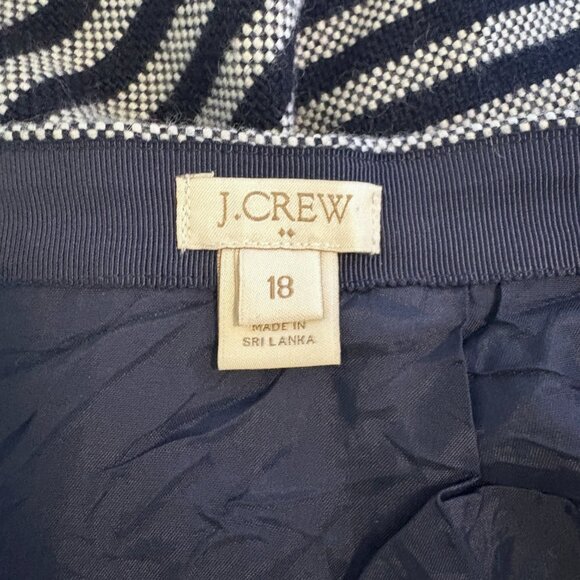 J.CREW
18
MADE IN
SRI LANKA